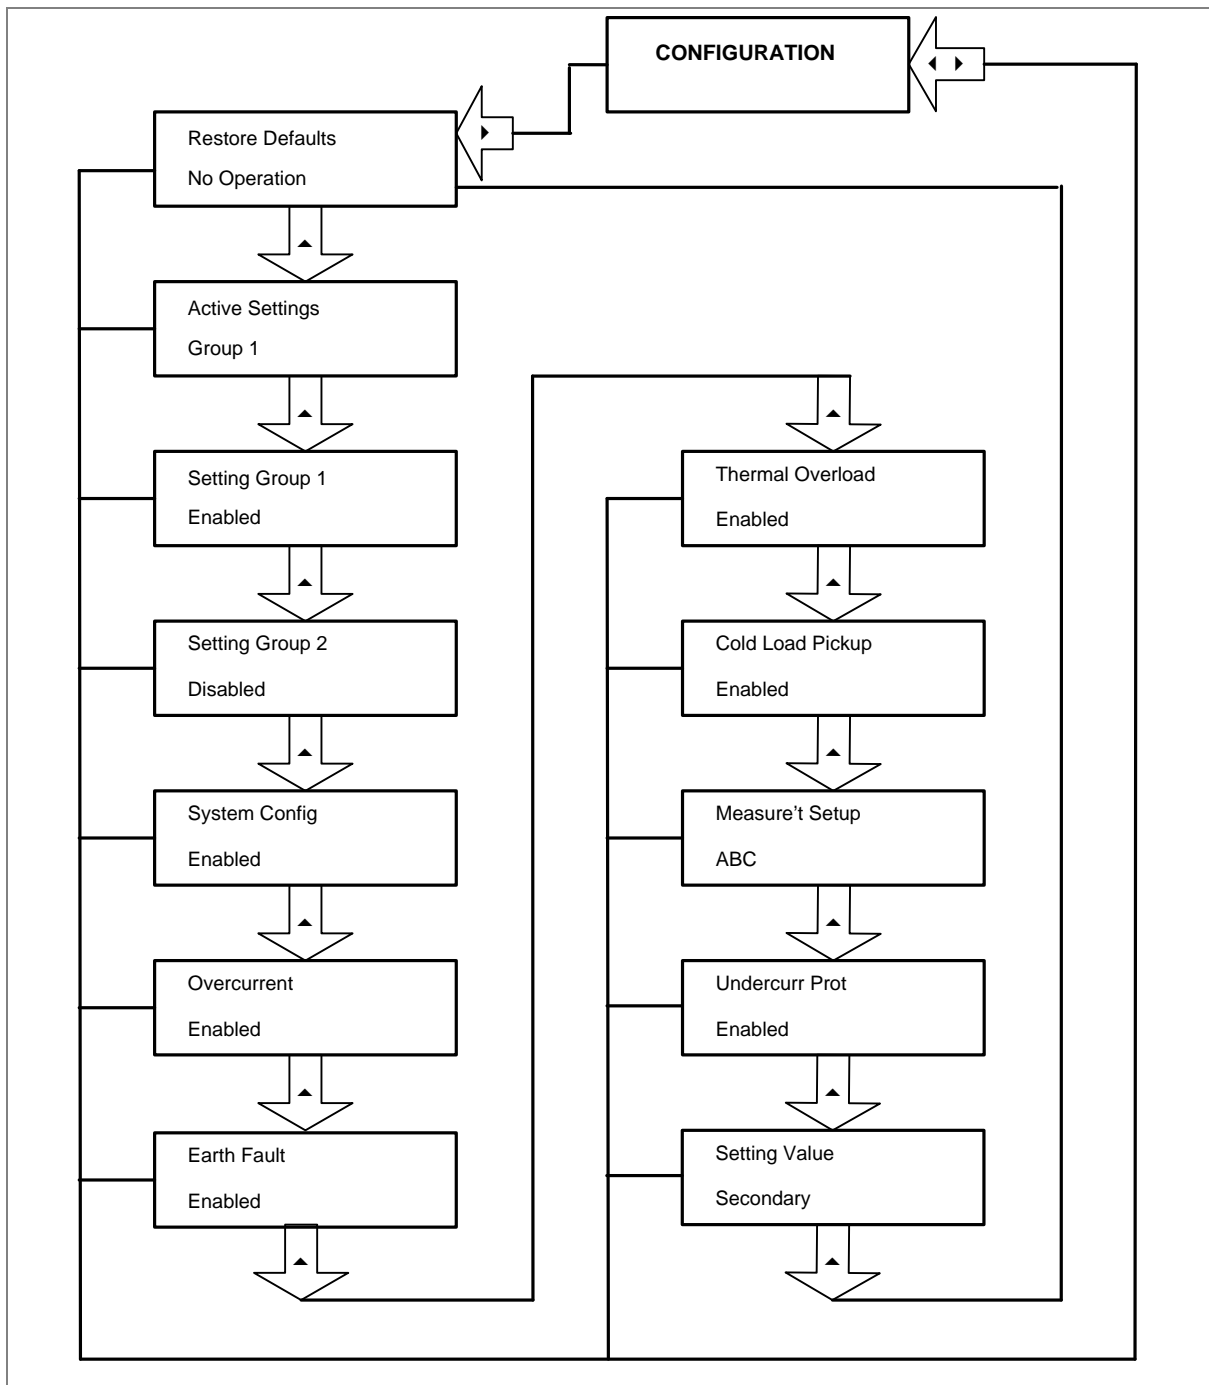 CONFIGURATION
Restore Defaults
No Operation
Active Settings
Group 1
Setting Group 1
Enabled
Setting Group 2
Disabled
System Config
Enabled
Overcurrent
Enabled
Earth Fault
Enabled
Thermal Overload
Enabled
Cold Load Pickup
Enabled
Measure’t Setup
ABC
Undercurr Prot
Enabled
Setting Value
Secondary